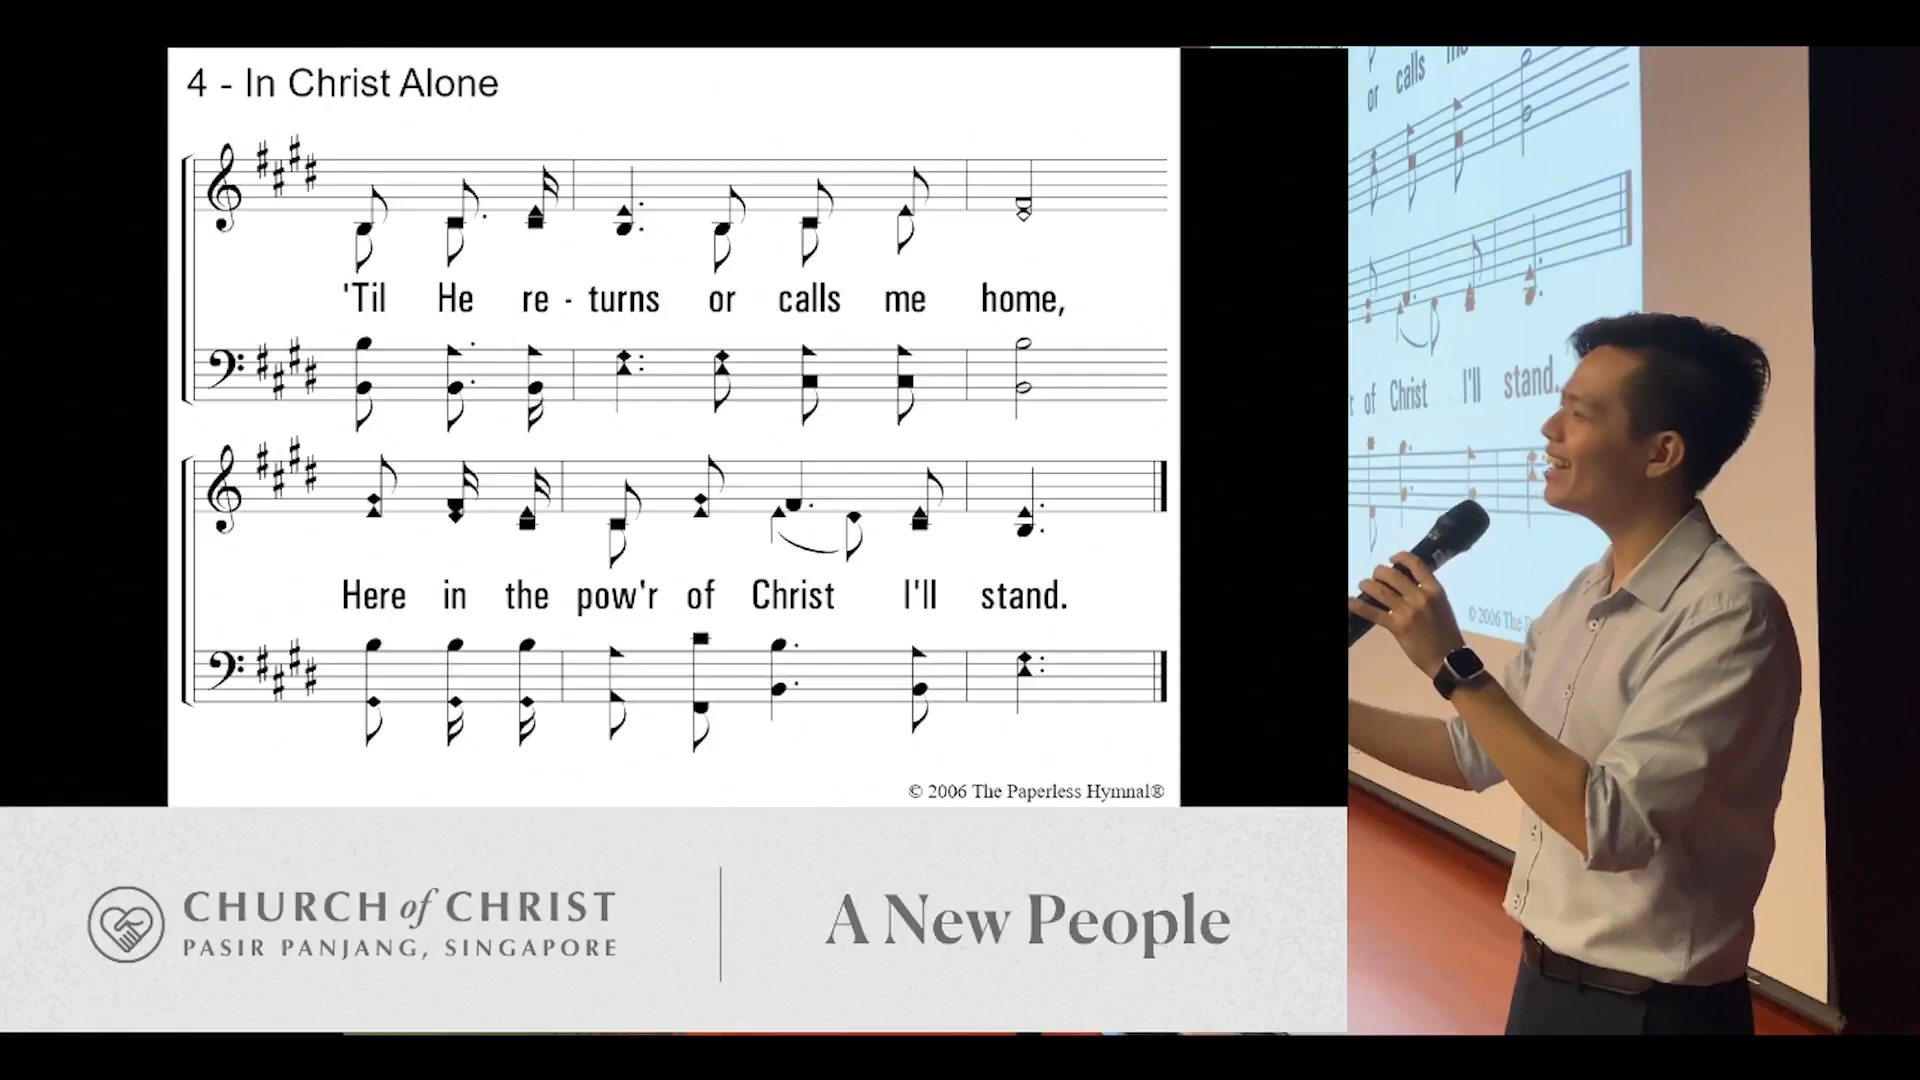 4 - In Christ Alone
'Til He re - turns or calls me home,
Here in the pow'r of Christ I'll stand.
© 2006 The Paperless Hymnal®
CHURCH of CHRIST
PASIR PANJANG, SINGAPORE
A New People
or calls
of Christ I'll stand.
© 2006 The